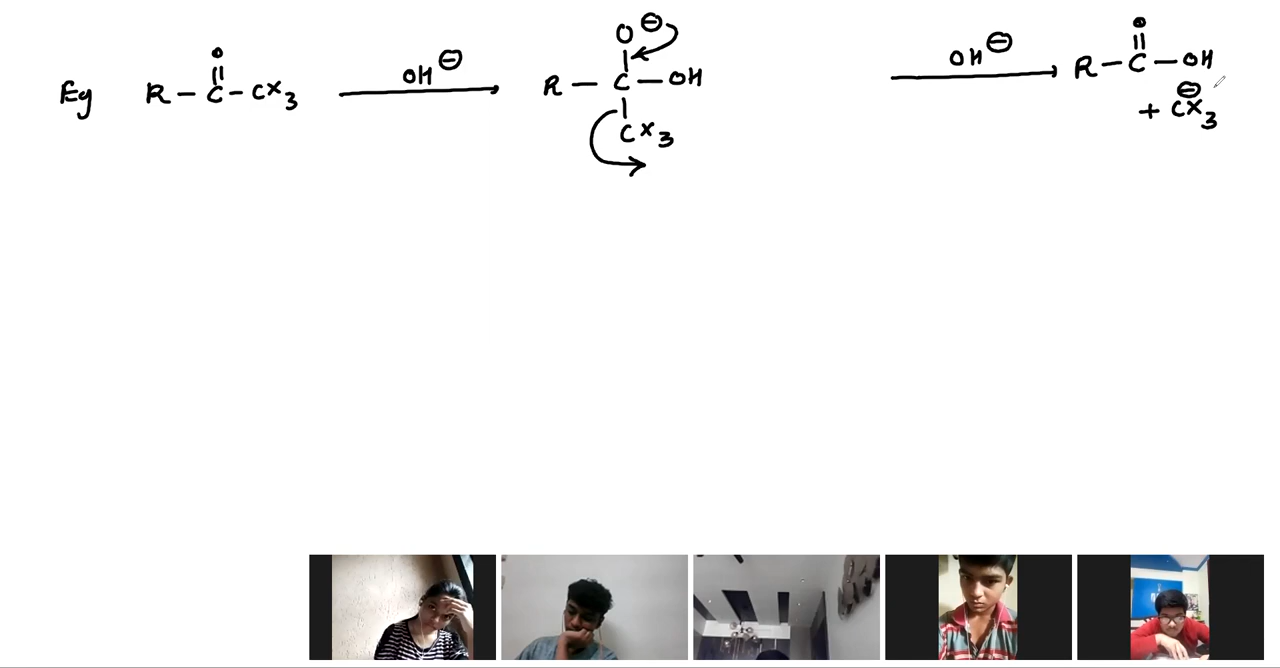 O O ⊖ O
|| | ||
Eg R – C – CX3 OH ⊖ R – C – OH OH ⊖ R – C – OH
| ⊖
CX3 + CX3